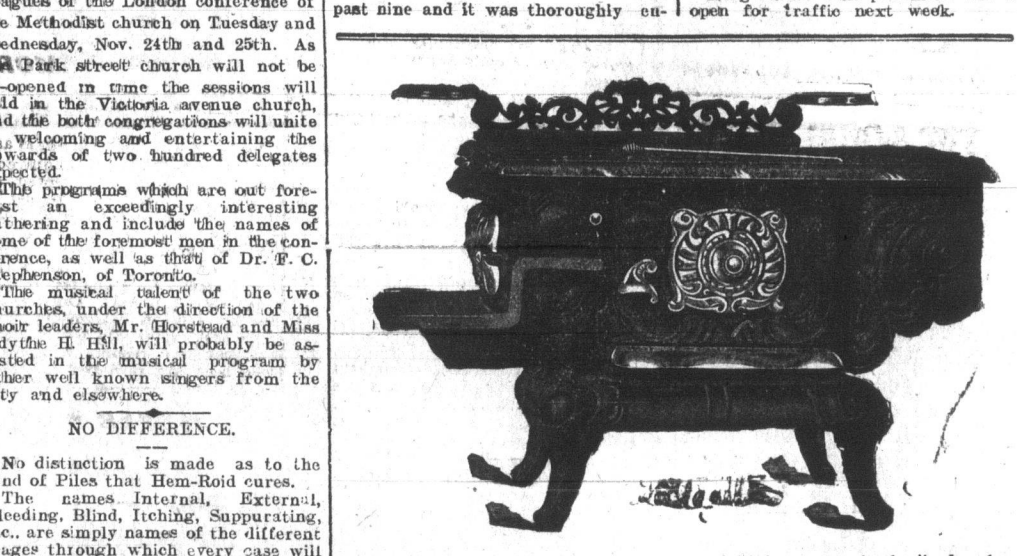 agues of the London conference of
e Methodist church on Tuesday and
ednesday, Nov. 24th and 25th. As
Park street church will not be
-opened in time the sessions will
ld in the Victoria avenue church,
d the both congregations will unite
welcoming and entertaining the
wards of two hundred delegates
pected.
The programs which are out fore-
st an exceedingly interesting
thering and include the names of
me of the foremost men in the con-
rence, as well as that of Dr. F. C.
ephenson, of Toronto.
The musical talent of the two
urches, under the direction of the
oir leaders, Mr. Horstead and Miss
dythe H. Hill, will probably be as-
sted in the musical program by
her well known singers from the
ty and elsewhere.
NO DIFFERENCE.
No distinction is made as to the
nd of Piles that Hem-Roid cures.
The names Internal, External,
leeding, Blind, Itching, Suppurating,
c., are simply names of the different
ages through which every case will
past nine and it was thoroughly en-
open for traffic next week.